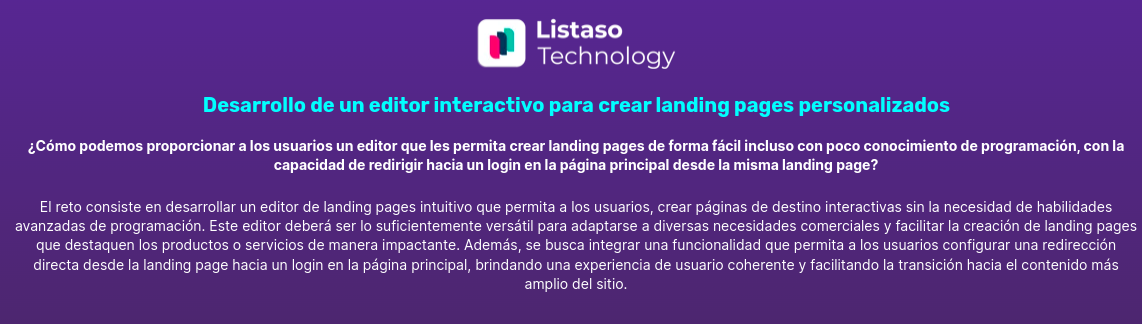 Listaso
Technology
Desarrollo de un editor interactivo para crear landing pages personalizados
¿Cómo podemos proporcionar a los usuarios un editor que les permita crear landing pages de forma fácil incluso con poco conocimiento de programación, con la
capacidad de redirigir hacia un login en la página principal desde la misma landing page?
El reto consiste en desarrollar un editor de landing pages intuitivo que permita a los usuarios, crear páginas de destino interactivas sin la necesidad de habilidades
avanzadas de programación. Este editor deberá ser lo suficientemente versátil para adaptarse a diversas necesidades comerciales y facilitar la creación de landing pages
que destaquen los productos o servicios de manera impactante. Además, se busca integrar una funcionalidad que permita a los usuarios configurar una redirección
directa desde la landing page hacia un login en la página principal, brindando una experiencia de usuario coherente y facilitando la transición hacia el contenido más
amplio del sitio.